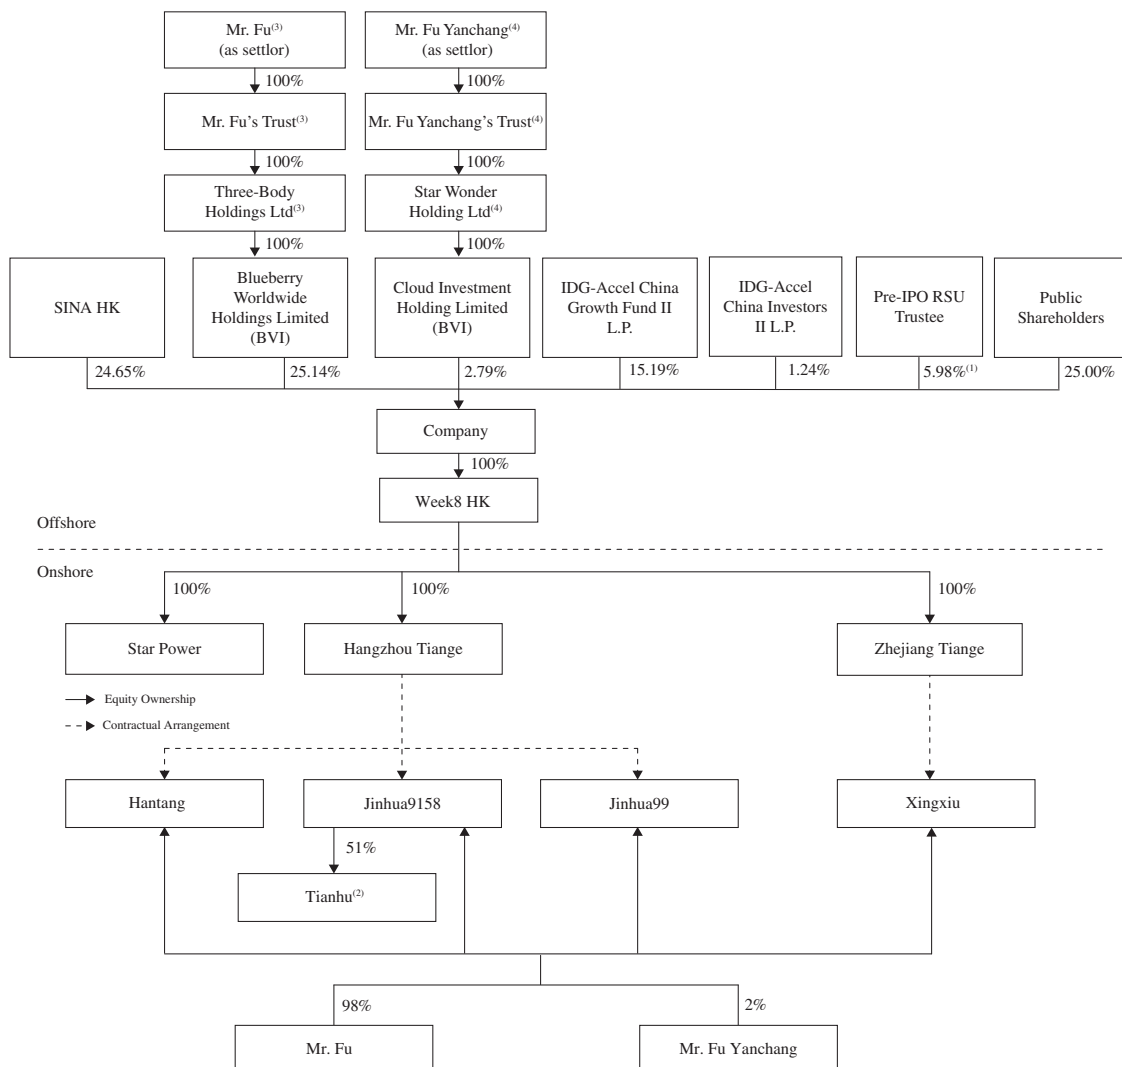 Mr. Fu(3)
(as settlor)
Mr. Fu Yanchang(4)
(as settlor)
100%
100%
Mr. Fu's Trust(3)
Mr. Fu Yanchang's Trust(4)
100%
100%
Three-Body
Holdings Ltd(3)
Star Wonder
Holding Ltd(4)
100%
100%
SINA HK
Blueberry
Worldwide
Holdings Limited
(BVI)
Cloud Investment
Holding Limited
(BVI)
IDG-Accel China
Growth Fund II
L.P.
IDG-Accel
China Investors
II L.P.
Pre-IPO RSU
Trustee
Public
Shareholders
24.65%
25.14%
2.79%
15.19%
1.24%
5.98%(1)
25.00%
Company
100%
Week8 HK
Offshore
Onshore
100%
100%
100%
Star Power
Hangzhou Tiange
Zhejiang Tiange
Equity Ownership
Contractual Arrangement
Hantang
Jinhua9158
Jinhua99
Xingxiu
51%
Tianhu(2)
98%
2%
Mr. Fu
Mr. Fu Yanchang